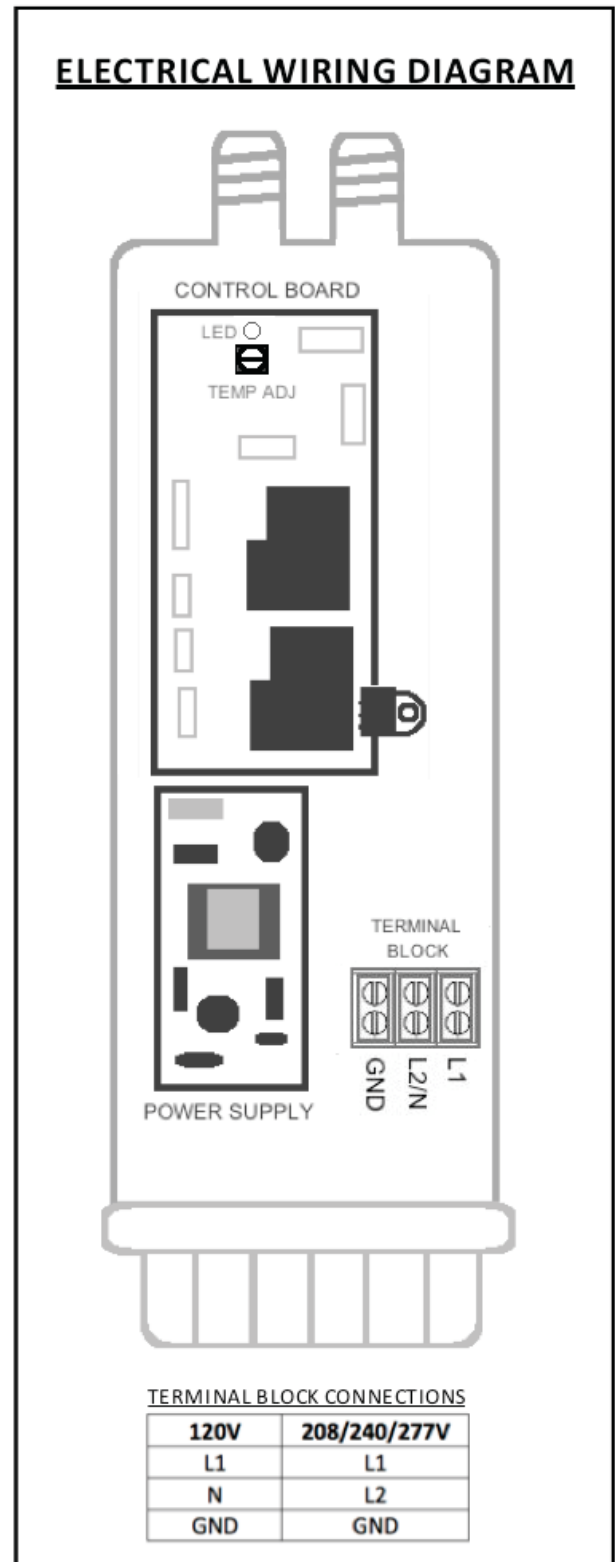 ELECTRICAL WIRING DIAGRAM
CONTROL BOARD
LED
TEMP ADJ
TERMINAL
BLOCK
GND
L2/N
L1
POWER SUPPLY
TERMINAL BLOCK CONNECTIONS
120V 208/240/277V
L1 L1
N L2
GND GND